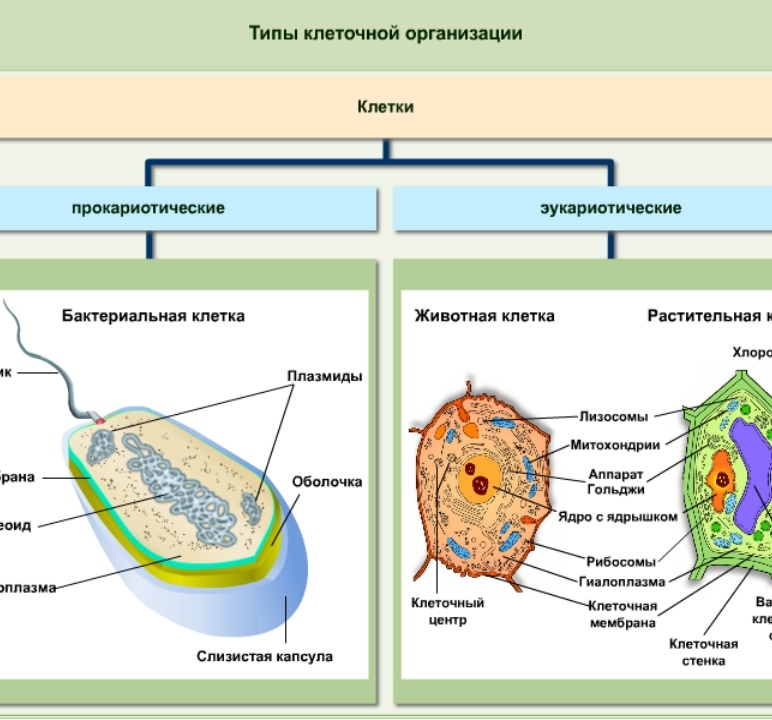 Типы клеточной организации
Клетки
прокариотические
эукариотические
Бактериальная клетка
Плазмиды
Оболочка
Слизистая капсула
Животная клетка
Растительная
Лизосомы
Митохондрии
Аппарат
Гольджи
Ядро с ядрышком
Рибосомы
Гиалоплазма
Клеточная
мембрана
Клеточный
центр
Клеточная
стенка